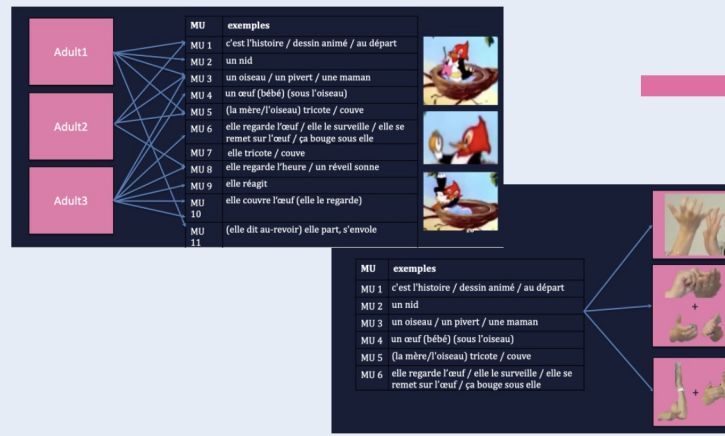 Adult1
Adult2
Adult3
MU exemples
MU 1 c'est l'histoire / dessin animé / au départ
MU 2 un nid
MU 3 un oiseau / un pivert / une maman
MU 4 un œuf (bébé) (sous l'oiseau)
MU 5 (la mère/l'oiseau) tricote / couve
MU 6 elle regarde l'œuf / elle le surveille / elle se
remet sur l'œuf / ça bouge sous elle
MU 7 elle tricote / couve
MU 8 elle regarde l'heure / un réveil sonne
MU 9 elle réagit
MU 10 elle couvre l'œuf (elle le regarde)
MU 11 (elle dit au-revoir) elle part, s'envole
MU exemples
MU 1 c'est l'histoire / dessin animé / au départ
MU 2 un nid
MU 3 un oiseau / un pivert / une maman
MU 4 un œuf (bébé) (sous l'oiseau)
MU 5 (la mère/l'oiseau) tricote / couve
MU 6 elle regarde l'œuf / elle le surveille / elle se
remet sur l'œuf / ça bouge sous elle
+
+